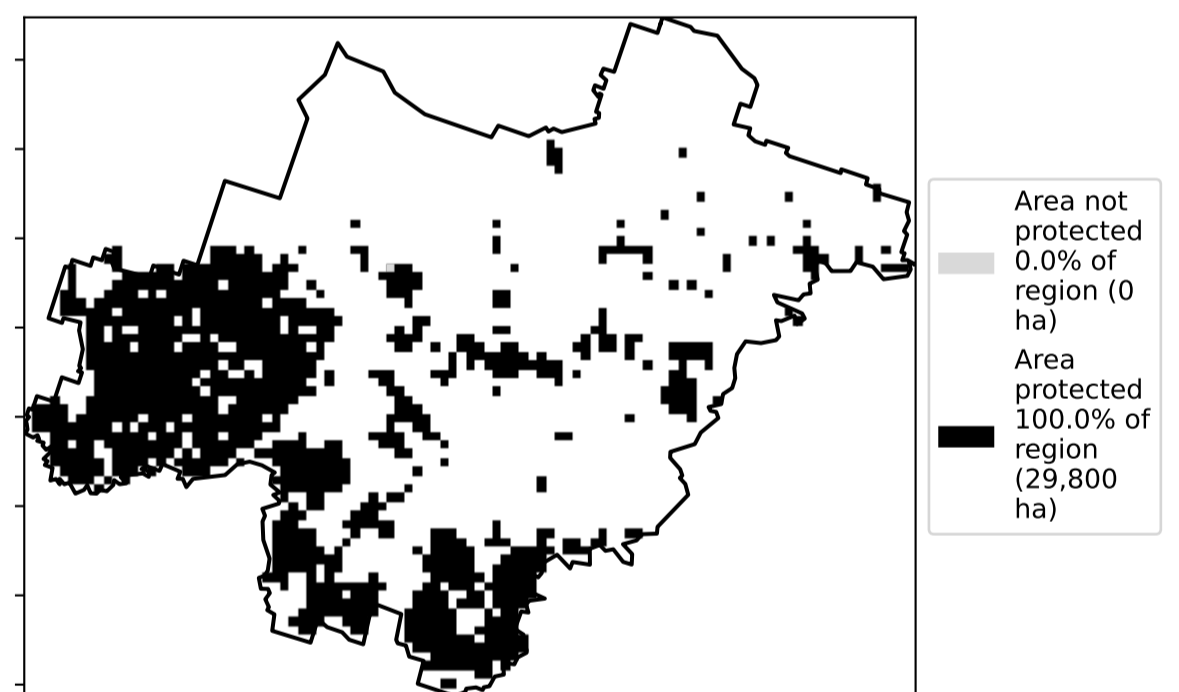 Area not
protected
0.0% of
region (0
ha)
Area
protected
100.0% of
region
(29,800
ha)